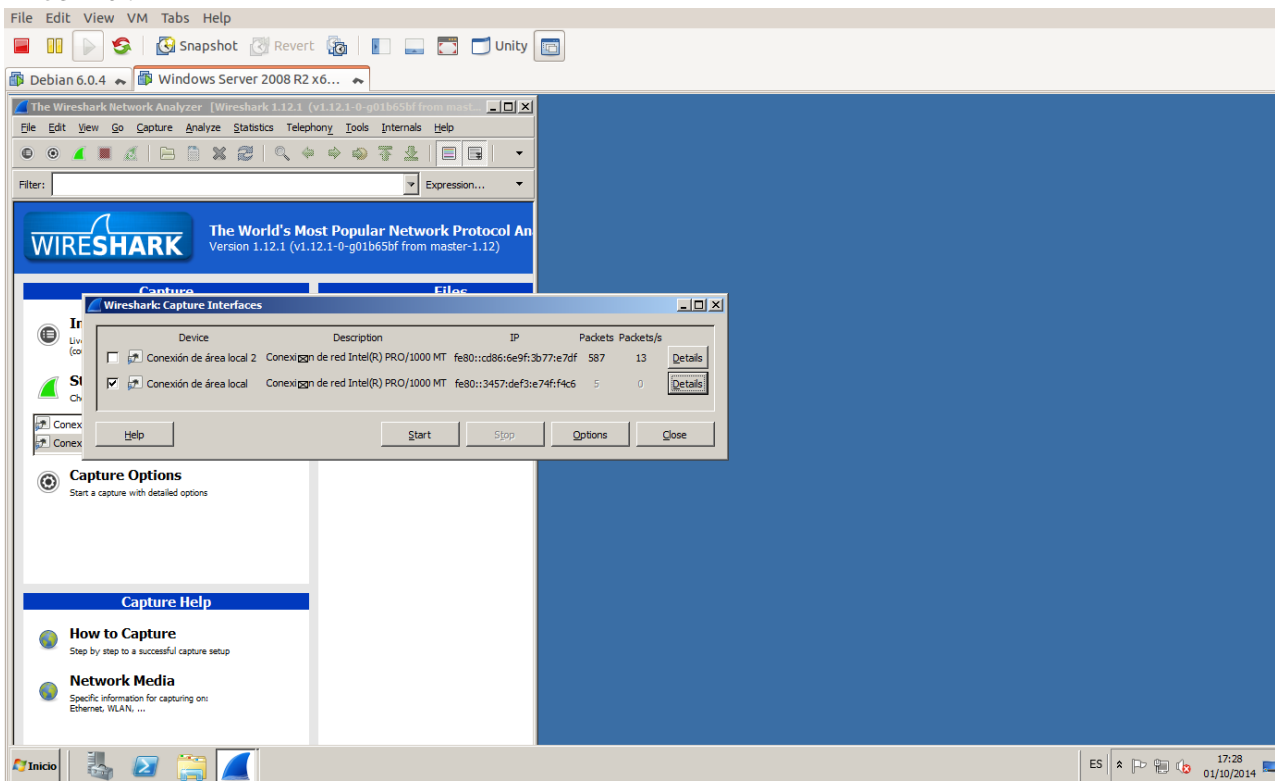 File Edit View VM Tabs Help
Snapshot Revert Unity
Debian 6.0.4 Windows Server 2008 R2 x6...
The Wireshark Network Analyzer [Wireshark 1.12.1 (v1.12.1-0-g01b65bf from mast...
File Edit View Go Capture Analyze Statistics Telephony Tools Internals Help
Filter: Expression...
WIRESHARK
The World's Most Popular Network Protocol An
Version 1.12.1 (v1.12.1-0-g01b65bf from master-1.12)
Capture Files
Wireshark: Capture Interfaces
Device Description IP Packets Packets/s
Conexión de área local 2 Conexi n de red Intel(R) PRO/1000 MT fe80::cd86:6e9f:3b77:e7df 587 13 Details
Conexión de área local Conexi n de red Intel(R) PRO/1000 MT fe80::3457:def3:e74f:f4c6 5 0 Details
Help Start Stop Options Close
Conex
Conex
Capture Options
Start a capture with detailed options
Capture Help
How to Capture
Step by step to a successful capture setup
Network Media
Specific information for capturing on:
Ethernet, WLAN, ...
Inicio ES 17:28
01/10/2014